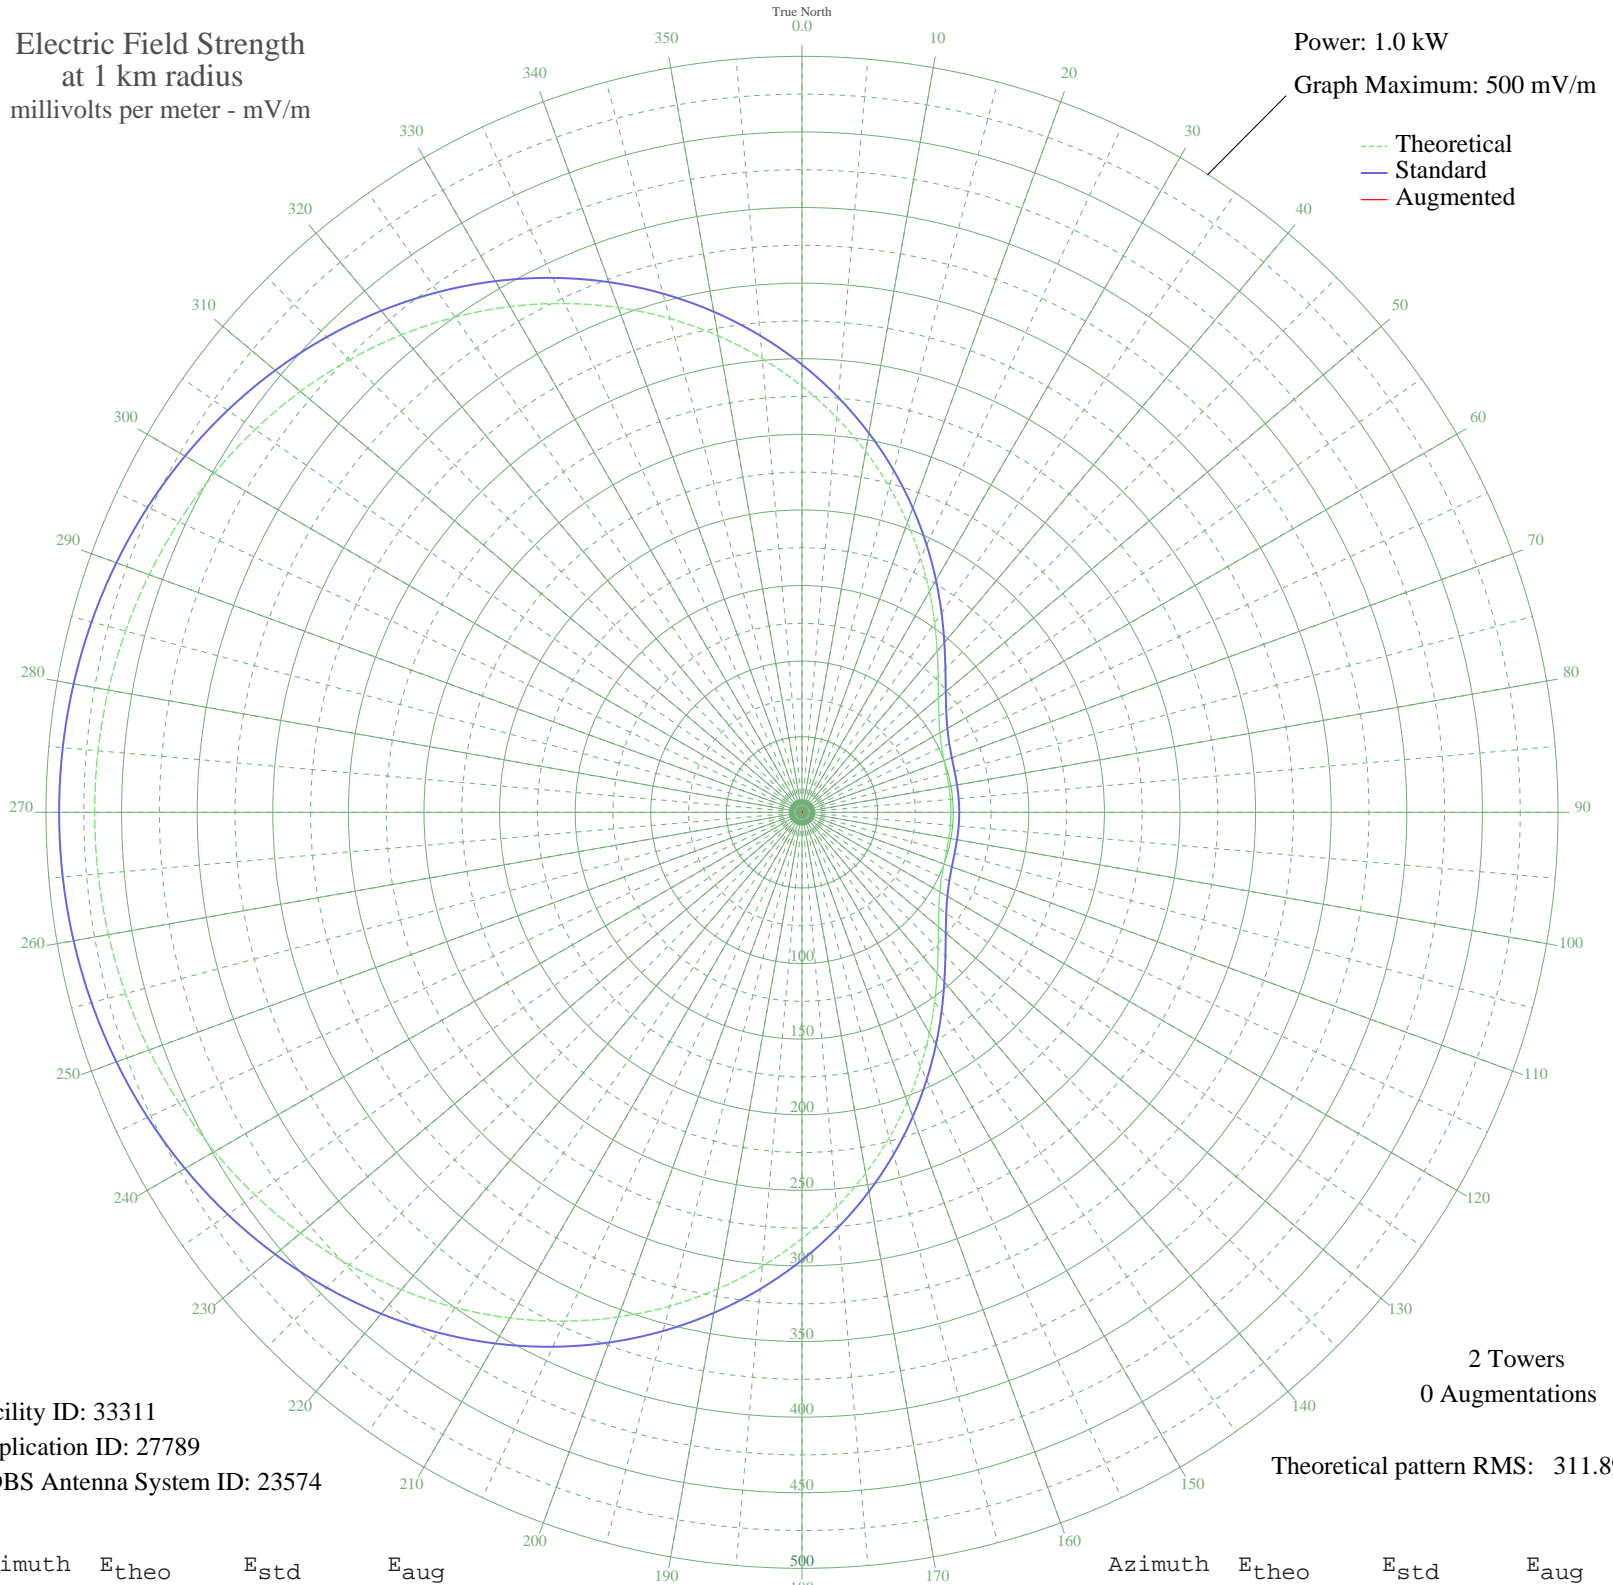 True North
0.0
Electric Field Strength
at 1 km radius
millivolts per meter - mV/m
Power: 1.0 kW
Graph Maximum: 500 mV/m
Theoretical
Standard
Augmented
350
10
340
20
330
30
320
40
310
50
300
60
290
70
280
80
270
90
260
100
250
110
240
120
230
130
220
140
210
150
200
160
190
170
100
150
200
250
300
350
400
450
500
2 Towers
0 Augmentations
Theoretical pattern RMS: 311.89
cility ID: 33311
plication ID: 27789
DBS Antenna System ID: 23574
imuth Etheo Estd Eaug
Azimuth Etheo Estd Eaug